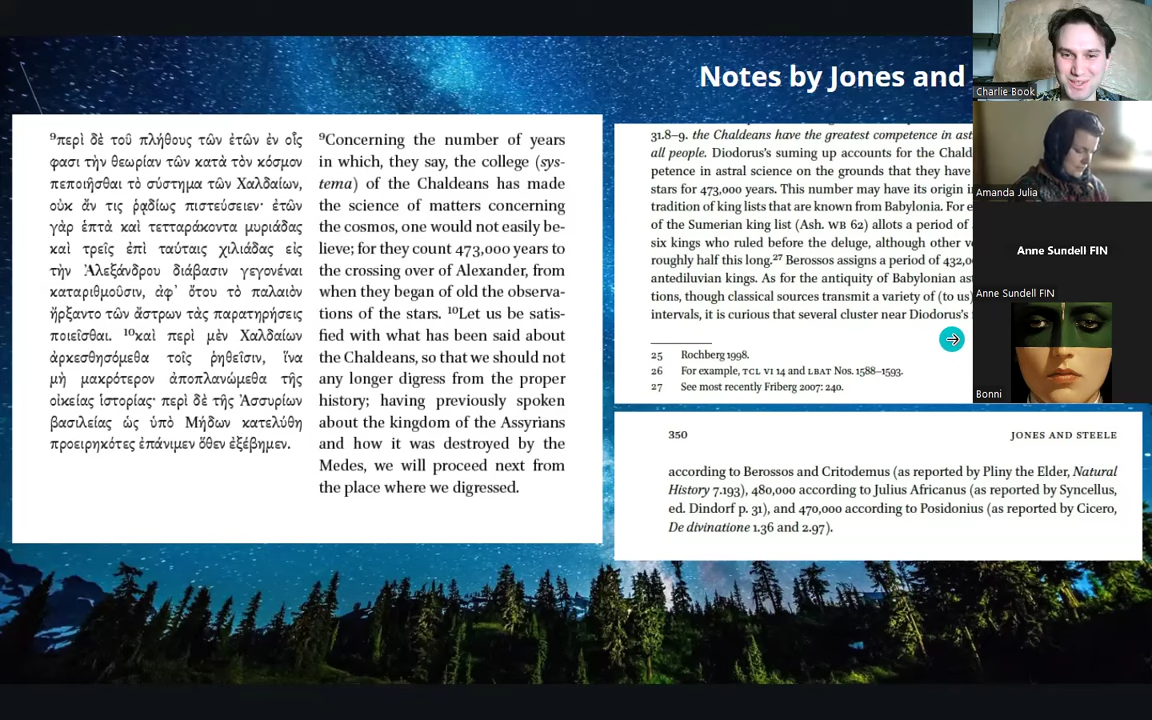 Notes by Jones and
⁹περὶ δὲ τοῦ πλήθους τῶν ἐτῶν ἐν οἷς
φασι τὴν θεωρίαν τῶν κατὰ τὸν κόσμον
πεποιῆσθαι τὸ σύστημα τῶν Χαλδαίων,
οὐκ ἄν τις ῥᾳδίως πιστεύσειεν· ἐτῶν
γὰρ ἑπτὰ καὶ τετταράκοντα μυριάδας
καὶ τρεῖς ἐπὶ ταύταις χιλιάδας εἰς
τὴν Ἀλεξάνδρου διάβασιν γεγονέναι
καταριθμοῦσιν, ἀφ’ ὅτου τὸ παλαιὸν
ἤρξαντο τῶν ἄστρων τὰς παρατηρήσεις
ποιεῖσθαι. ¹⁰καὶ περὶ μὲν Χαλδαίων
ἀρκεσθησόμεθα τοῖς ῥηθεῖσιν, ἵνα
μὴ μακρότερον ἀποπλανώμεθα τῆς
οἰκείας ἱστορίας· περὶ δὲ τῆς Ἀσσυρίων
βασιλείας ὡς ὑπὸ Μήδων κατελύθη
προειρηκότες ἐπάνιμεν ὅθεν ἐξέβημεν.
⁹Concerning the number of years
in which, they say, the college (sys-
tema) of the Chaldeans has made
the science of matters concerning
the cosmos, one would not easily be-
lieve; for they count 473,000 years to
the crossing over of Alexander, from
when they began of old the observa-
tions of the stars. ¹⁰Let us be satis-
fied with what has been said about
the Chaldeans, so that we should not
any longer digress from the proper
history; having previously spoken
about the kingdom of the Assyrians
and how it was destroyed by the
Medes, we will proceed next from
the place where we digressed.
31.8–9. the Chaldeans have the greatest competence in
all people. Diodorus's suming up accounts for the
petence in astral science on the grounds that they have
stars for 473,000 years. This number may have its origin
tradition of king lists that are known from Babylonia. For
of the Sumerian king list (Ash. WB 62) allots a period of
six kings who ruled before the deluge, although other
roughly half this long.²⁷ Berossos assigns a period of
antediluvian kings. As for the antiquity of Babylonian
tions, though classical sources transmit a variety of (to us)
intervals, it is curious that several cluster near Diodorus's
25 Rochberg 1998.
26 For example, TCL VI 14 and LBAT Nos. 1588–1593.
27 See most recently Friberg 2007: 240.
350 JONES AND STEELE
according to Berossos and Critodemus (as reported by Pliny the Elder, Natural
History 7.193), 480,000 according to Julius Africanus (as reported by Syncellus,
ed. Dindorf p. 31), and 470,000 according to Posidonius (as reported by Cicero,
De divinatione 1.36 and 2.97).
Charlie Book
Amanda Julia
Anne Sundell FIN
Anne Sundell FIN
Bonni